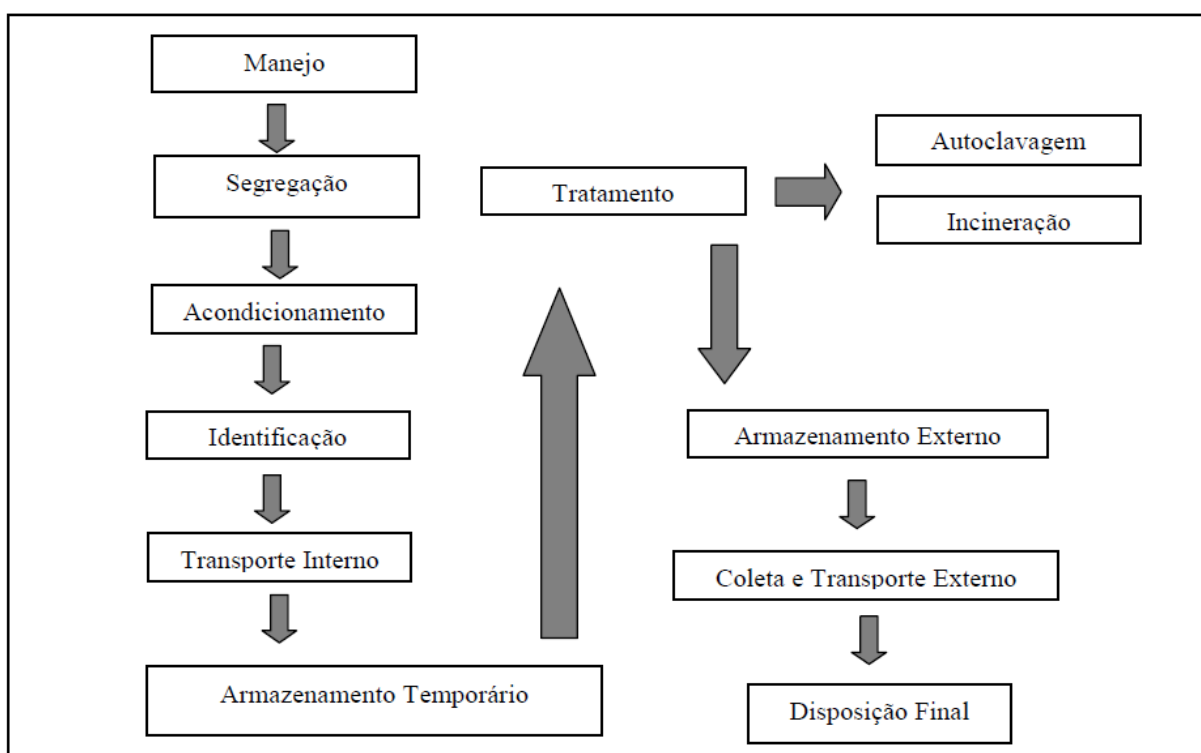 Manejo
Segregação
Acondicionamento
Identificação
Transporte Interno
Armazenamento Temporário
Tratamento
Autoclavagem
Incineração
Armazenamento Externo
Coleta e Transporte Externo
Disposição Final